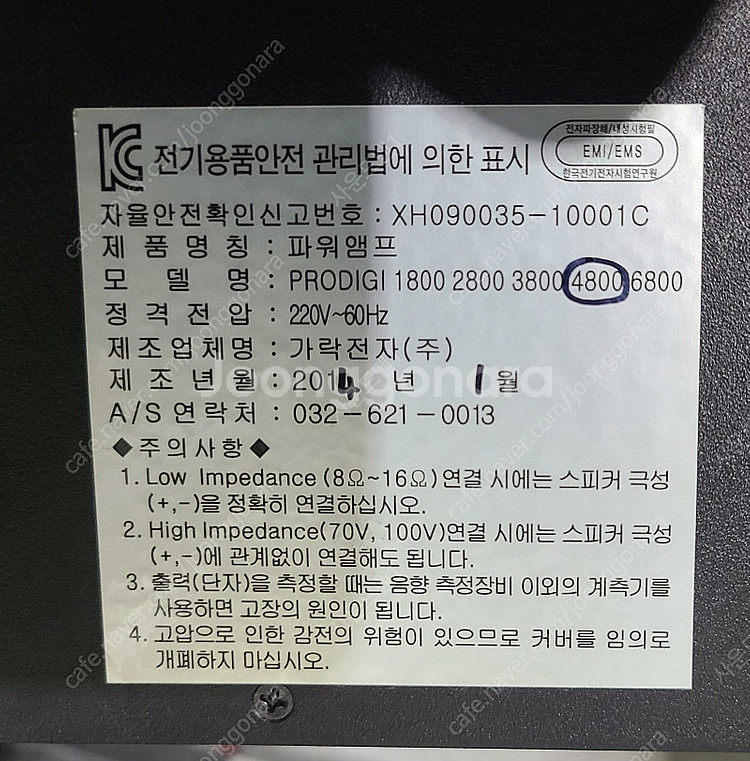 전기용품안전 관리법에 의한 표시
전자파장해/내성시험필
EMI/EMS
한국전기전자시험연구원
자율안전확인신고번호 : XH090035-10001C
제 품 명 칭 : 파워앰프
모 델 명 : PRODIGI 1800 2800 3800 4800 6800
정 격 전 압 : 220V~60Hz
제조업체명 : 가락전자(주)
제 조 년 월 : 2014 년 1 월
A/S 연락처 : 032-621-0013
◆주의사항◆
1. Low Impedance (8Ω~16Ω)연결 시에는 스피커 극성
(+,-)을 정확히 연결하십시오.
2. High Impedance(70V, 100V)연결 시에는 스피커 극성
(+,-)에 관계없이 연결해도 됩니다.
3. 출력(단자)을 측정할 때는 음향 측정장비 이외의 계측기를
사용하면 고장의 원인이 됩니다.
4. 고압으로 인한 감전의 위험이 있으므로 커버를 임의로
개폐하지 마십시오.
Joonggonara
cafe.naver.com/joonggonara